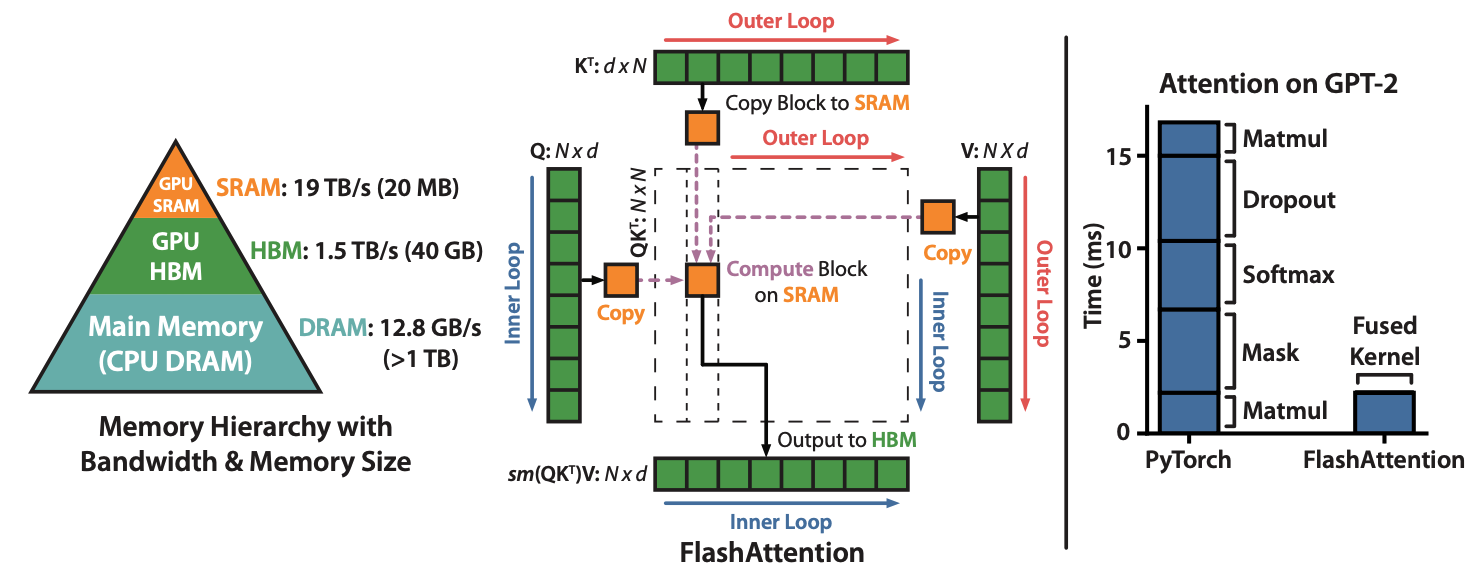 GPU
SRAM
SRAM: 19 TB/s (20 MB)
GPU
HBM
HBM: 1.5 TB/s (40 GB)
Main Memory
(CPU DRAM)
DRAM: 12.8 GB/s
(>1 TB)
Memory Hierarchy with
Bandwidth & Memory Size
Outer Loop
Kᵀ: d x N
Copy Block to SRAM
Outer Loop
Q: N x d
V: N X d
QKᵀ: N x N
Inner Loop
Copy
Compute Block
on SRAM
Copy
Inner Loop
Outer Loop
Output to HBM
sm(QKᵀ)V: N x d
Inner Loop
FlashAttention
Attention on GPT-2
Time (ms)
15
10
5
0
Matmul
Dropout
Softmax
Mask
Matmul
Fused
Kernel
PyTorch
FlashAttention